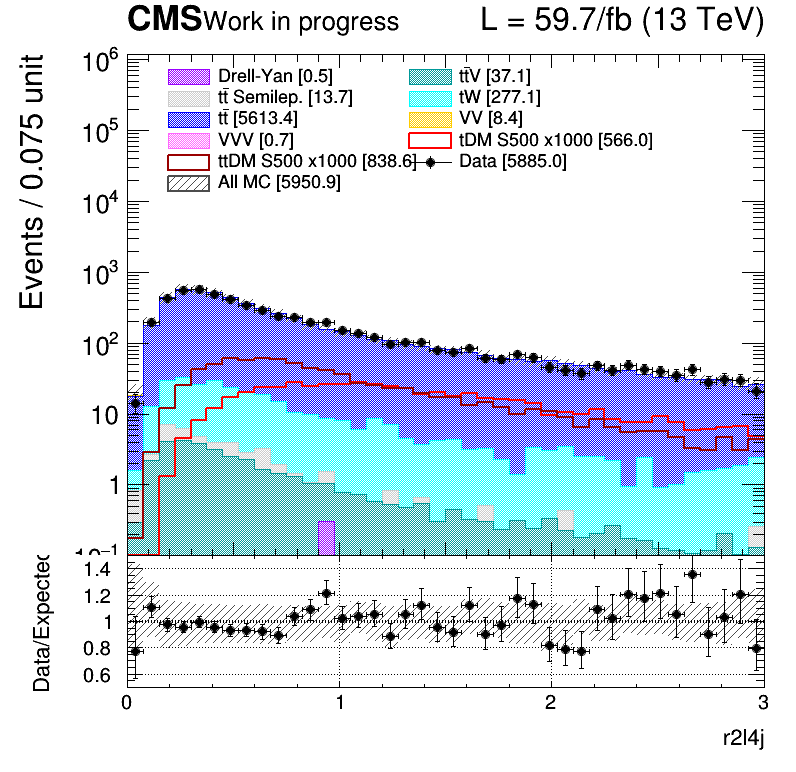 CMS Work in progress L = 59.7/fb (13 TeV)
Events / 0.075 unit
10⁶
10⁵
10⁴
10³
10²
10
1
10⁻¹
Drell-Yan [0.5] tt̄V [37.1]
tt̄ Semilep. [13.7] tW [277.1]
tt̄ [5613.4] VV [8.4]
VVV [0.7] tDM S500 x1000 [566.0]
ttDM S500 x1000 [838.6] Data [5885.0]
All MC [5950.9]
Data/Expected
1.4
1.2
1
0.8
0.6
0 1 2 3
r2l4j